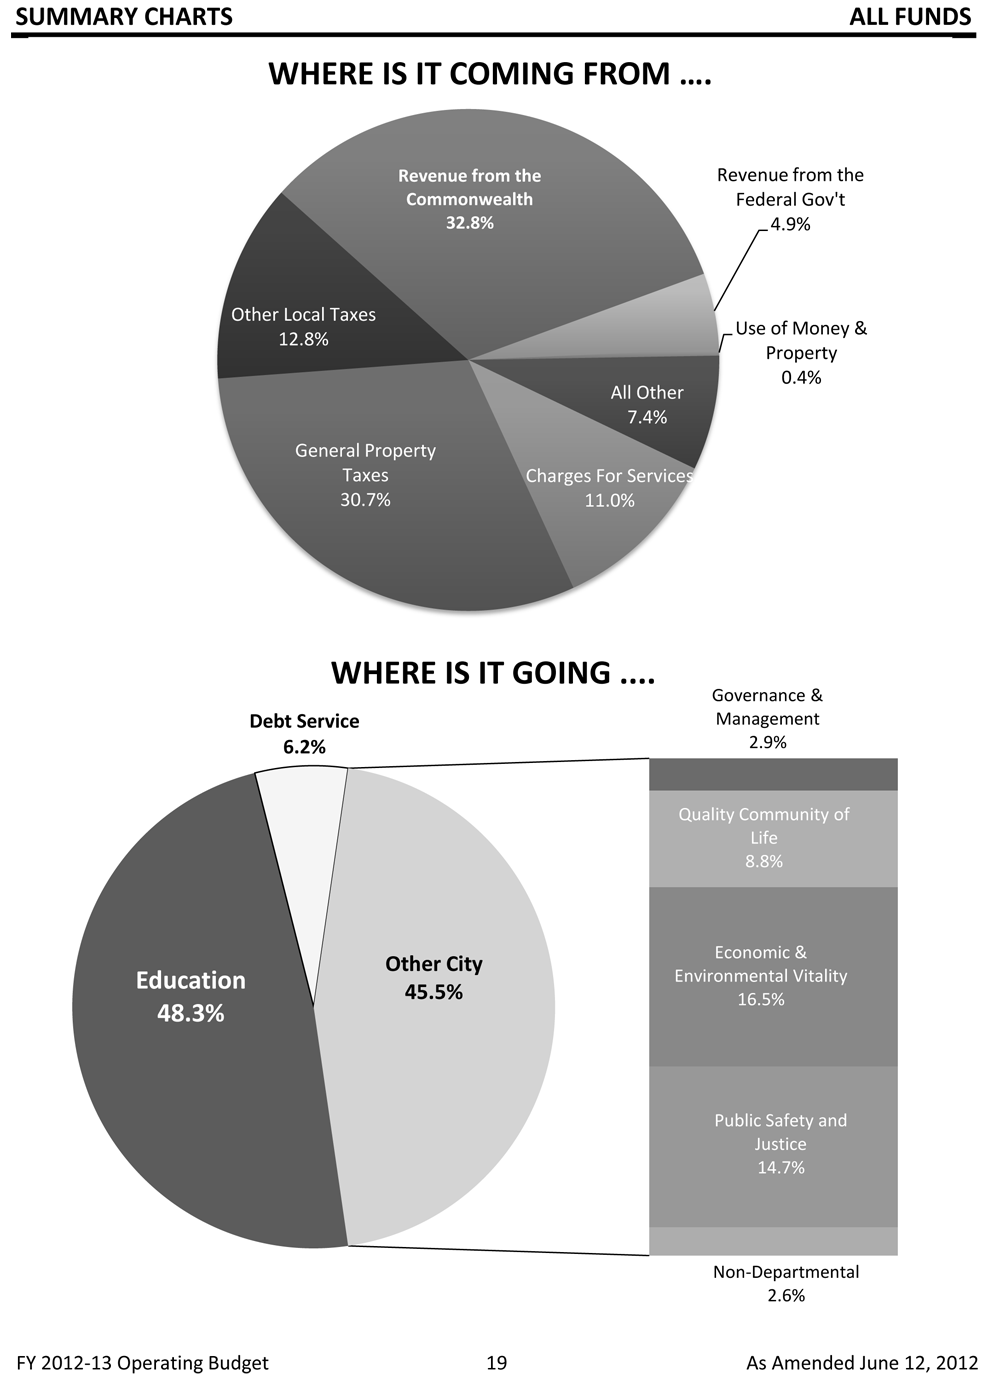 SUMMARY CHARTS
ALL FUNDS
WHERE IS IT COMING FROM ....
Revenue from the
Commonwealth
32.8%
Revenue from the
Federal Gov't
4.9%
Use of Money &
Property
0.4%
Other Local Taxes
12.8%
All Other
7.4%
General Property
Taxes
30.7%
Charges For Services
11.0%
WHERE IS IT GOING ....
Debt Service
6.2%
Education
48.3%
Other City
45.5%
Governance &
Management
2.9%
Quality Community of
Life
8.8%
Economic &
Environmental Vitality
16.5%
Public Safety and
Justice
14.7%
Non-Departmental
2.6%
FY 2012-13 Operating Budget
19
As Amended June 12, 2012